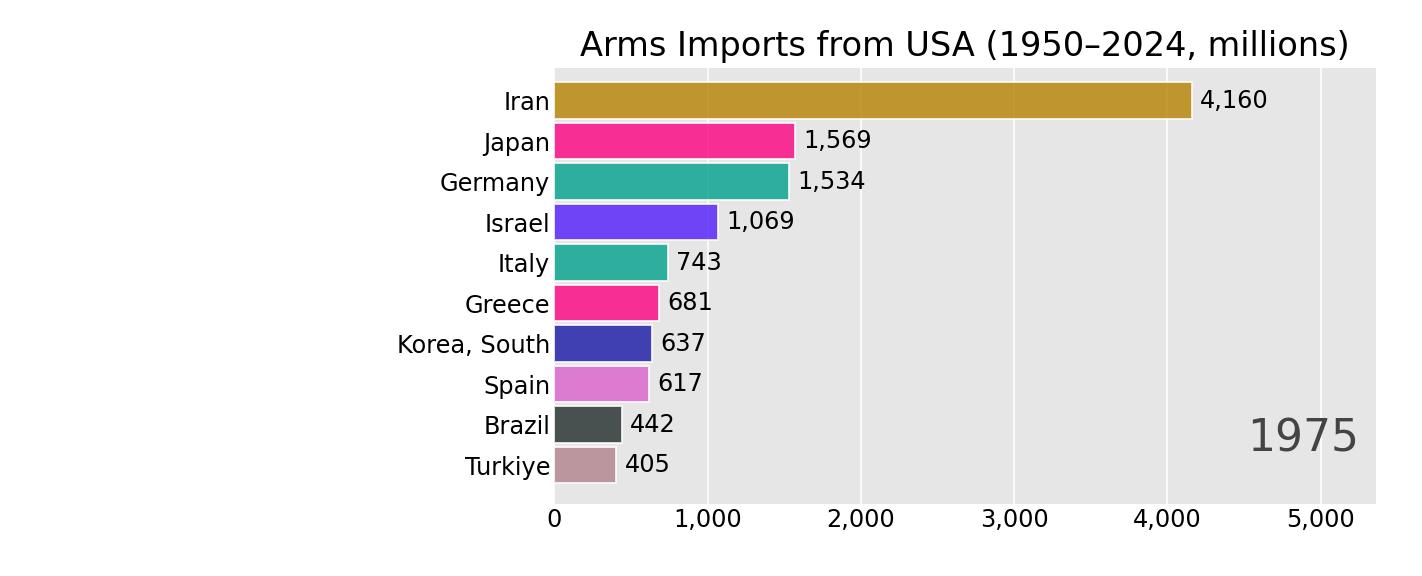 Arms Imports from USA (1950–2024, millions)
Iran 4,160
Japan 1,569
Germany 1,534
Israel 1,069
Italy 743
Greece 681
Korea, South 637
Spain 617
Brazil 442
Turkiye 405
1975
0 1,000 2,000 3,000 4,000 5,000